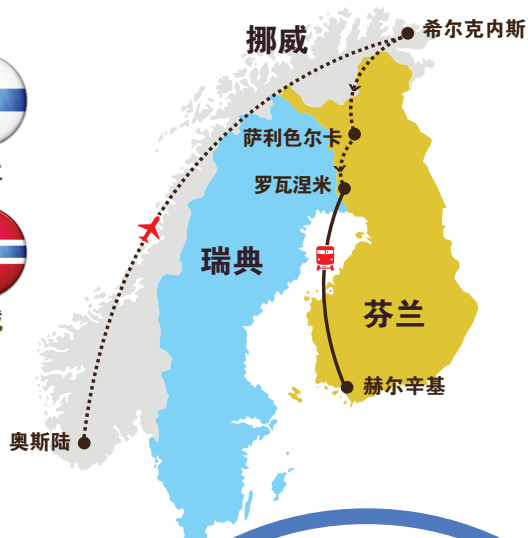 挪威
希尔克内斯
萨利色尔卡
罗瓦涅米
瑞典
芬兰
赫尔辛基
奥斯陆